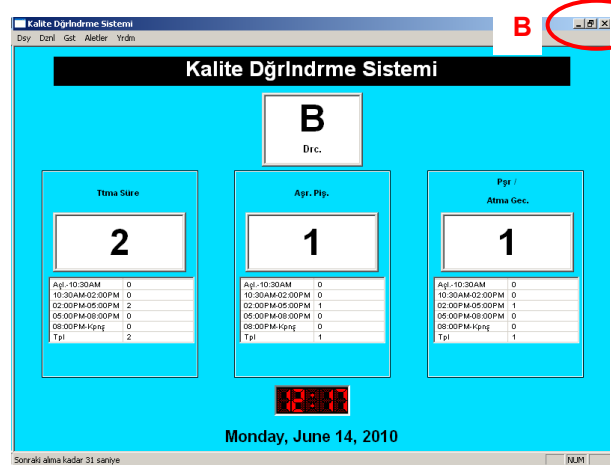 Kalite Dğrlndrme Sistemi
B
Dsy Dznl Gst Aletler Yrdm
Kalite Dğrlndrme Sistemi
B
Drc.
Ttma Süre
2
Açl.-10:30AM 0
10:30AM-02:00PM 0
02:00PM-05:00PM 2
05:00PM-08:00PM 0
08:00PM-Kpnş 0
Tpl 2
Aşr. Piş.
1
Açl.-10:30AM 0
10:30AM-02:00PM 0
02:00PM-05:00PM 1
05:00PM-08:00PM 0
08:00PM-Kpnş 0
Tpl 1
Pşr /
Atma Gec.
1
Açl.-10:30AM 0
10:30AM-02:00PM 0
02:00PM-05:00PM 1
05:00PM-08:00PM 0
08:00PM-Kpnş 0
Tpl 1
Monday, June 14, 2010
Sonraki alıma kadar 31 saniye
NUM